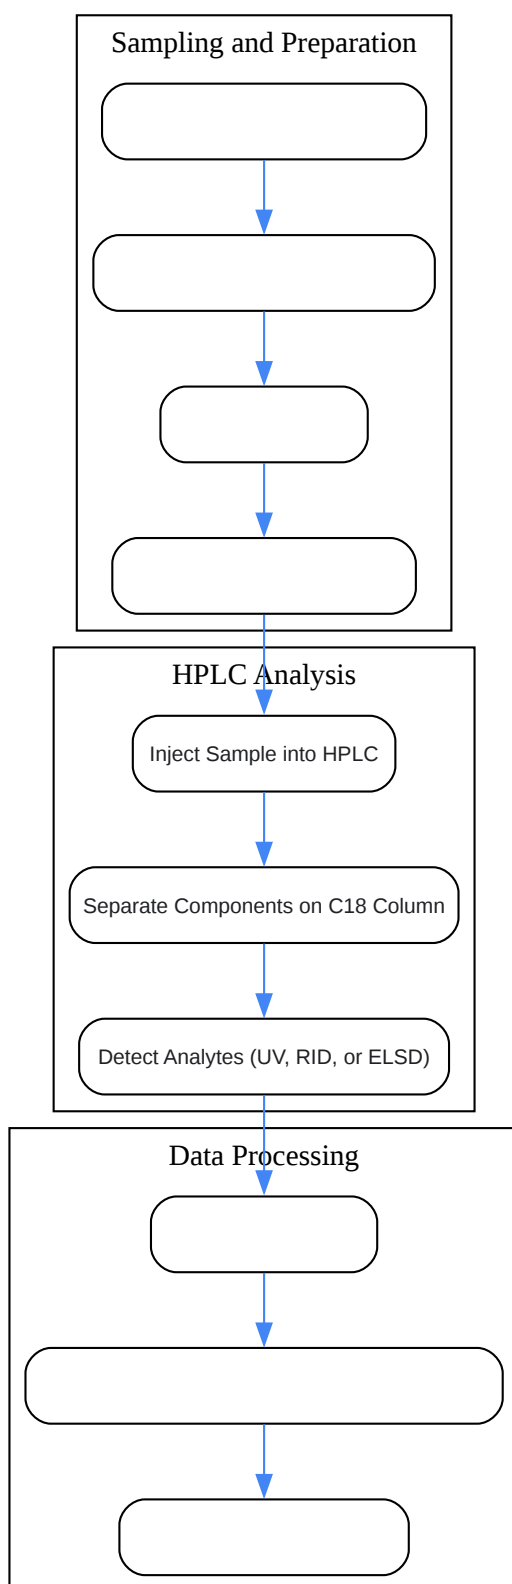 Sampling and Preparation
HPLC Analysis
Inject Sample into HPLC
Separate Components on C18 Column
Detect Analytes (UV, RID, or ELSD)
Data Processing